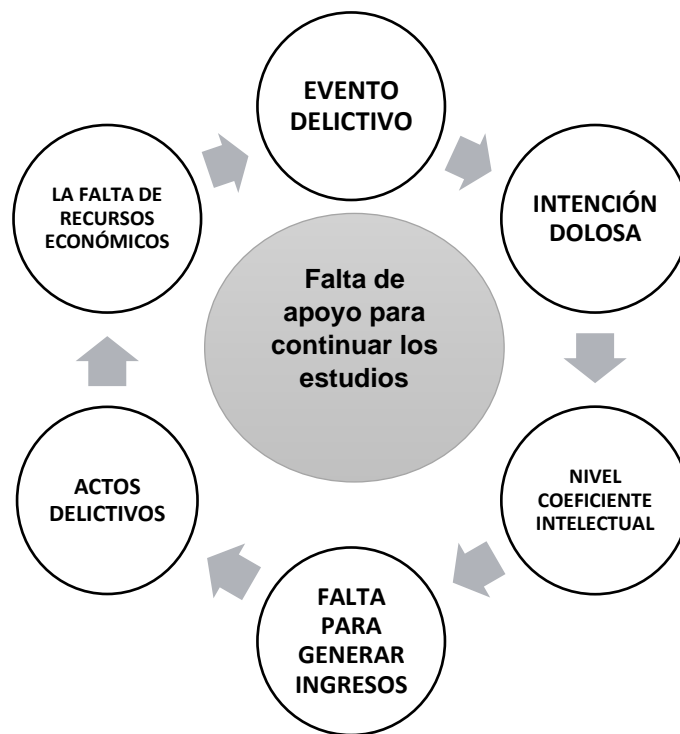 EVENTO
DELICTIVO
INTENCIÓN
DOLOSA
NIVEL
COEFICIENTE
INTELECTUAL
FALTA
PARA
GENERAR
INGRESOS
ACTOS
DELICTIVOS
LA FALTA DE
RECURSOS
ECONÓMICOS
Falta de
apoyo para
continuar los
estudios